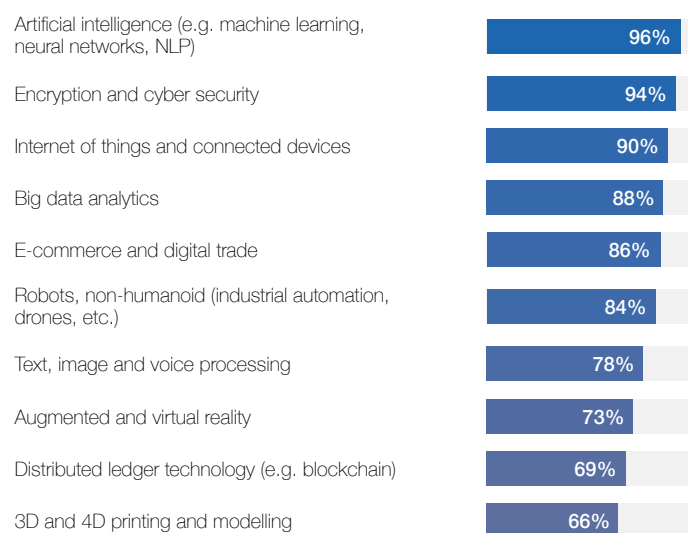 Artificial intelligence (e.g. machine learning,
neural networks, NLP)
96%
Encryption and cyber security
94%
Internet of things and connected devices
90%
Big data analytics
88%
E-commerce and digital trade
86%
Robots, non-humanoid (industrial automation,
drones, etc.)
84%
Text, image and voice processing
78%
Augmented and virtual reality
73%
Distributed ledger technology (e.g. blockchain)
69%
3D and 4D printing and modelling
66%